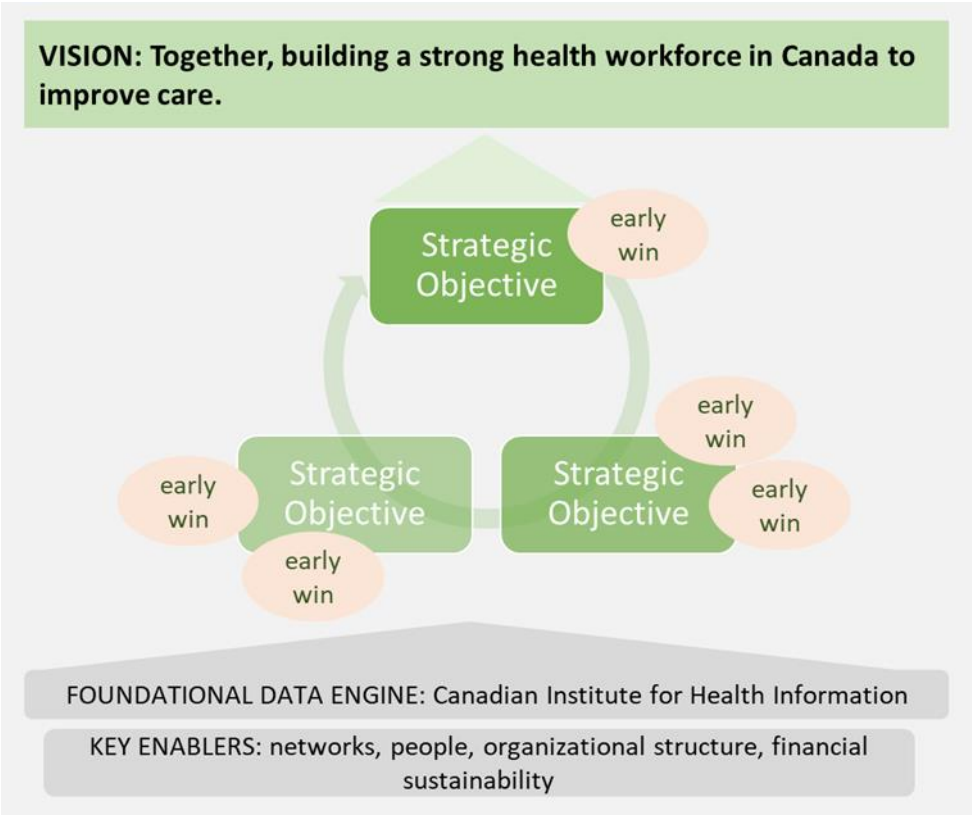 VISION: Together, building a strong health workforce in Canada to
improve care.
Strategic
Objective
early
win
early
win
Strategic
Objective
early
win
Strategic
Objective
early
win
early
win
FOUNDATIONAL DATA ENGINE: Canadian Institute for Health Information
KEY ENABLERS: networks, people, organizational structure, financial
sustainability